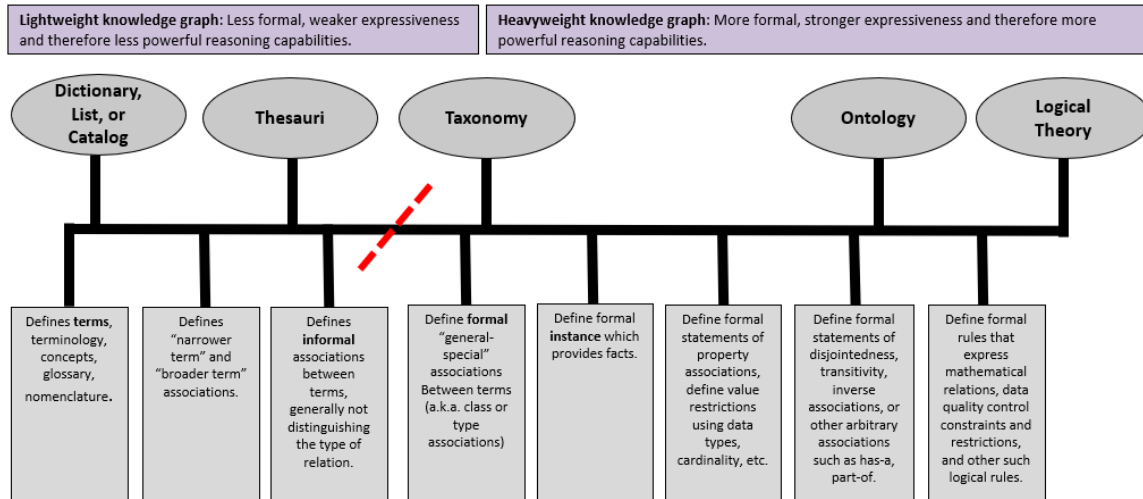 Lightweight knowledge graph: Less formal, weaker expressiveness
and therefore less powerful reasoning capabilities.
Heavyweight knowledge graph: More formal, stronger expressiveness and therefore more
powerful reasoning capabilities.
Dictionary,
List, or
Catalog
Thesauri
Taxonomy
Ontology
Logical
Theory
Defines terms,
terminology,
concepts,
glossary,
nomenclature.
Defines
“narrower
term” and
“broader term”
associations.
Defines
informal
associations
between
terms,
generally not
distinguishing
the type of
relation.
Define formal
“general-
special”
associations
Between terms
(a.k.a. class or
type
associations)
Define formal
instance which
provides facts.
Define formal
statements of
property
associations,
define value
restrictions
using data
types,
cardinality, etc.
Define formal
statements of
disjointedness,
transitivity,
inverse
associations, or
other arbitrary
associations
such as has-a,
part-of.
Define formal
rules that
express
mathematical
relations, data
quality control
constraints and
restrictions,
and other such
logical rules.